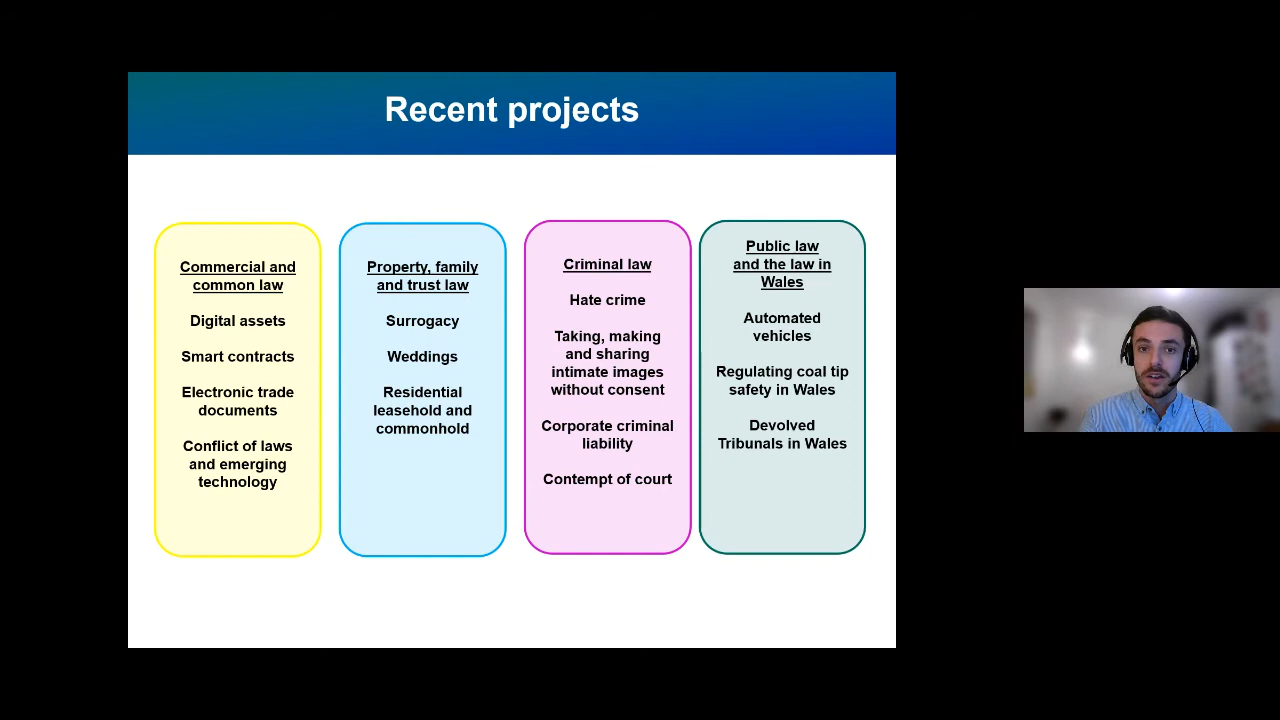 Recent projects
Commercial and
common law
Digital assets
Smart contracts
Electronic trade
documents
Conflict of laws
and emerging
technology
Property, family
and trust law
Surrogacy
Weddings
Residential
leasehold and
commonhold
Criminal law
Hate crime
Taking, making
and sharing
intimate images
without consent
Corporate criminal
liability
Contempt of court
Public law
and the law in
Wales
Automated
vehicles
Regulating coal tip
safety in Wales
Devolved
Tribunals in Wales